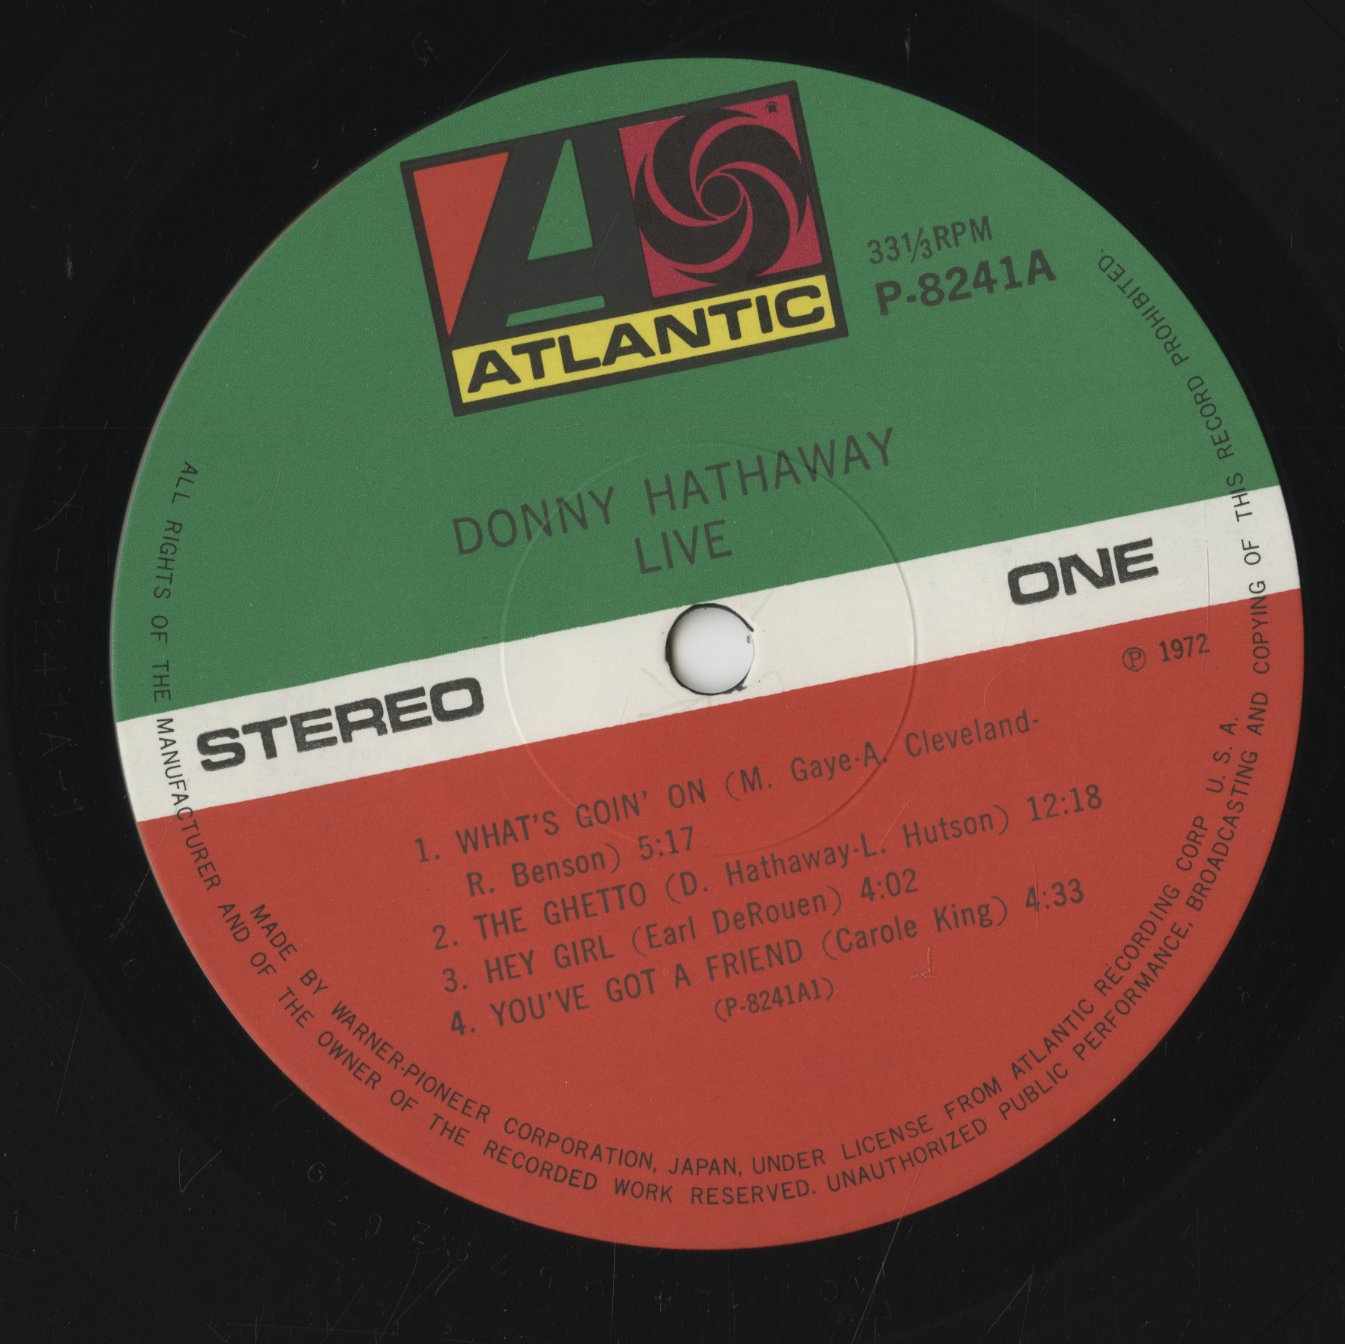 ATLANTIC
33⅓RPM
P-8241A
DONNY HATHAWAY
LIVE
STEREO
ONE
Ⓟ 1972
1. WHAT'S GOIN' ON (M. Gaye-A. Cleveland-
R. Benson) 5:17
2. THE GHETTO (D. Hathaway-L. Hutson) 12:18
3. HEY GIRL (Earl DeRouen) 4:02
4. YOU'VE GOT A FRIEND (Carole King) 4:33
(P-8241A1)
MADE BY WARNER-PIONEER CORPORATION, JAPAN, UNDER LICENSE FROM ATLANTIC RECORDING CORP U. S. A.
ALL RIGHTS OF THE MANUFACTURER AND OF THE OWNER OF THE RECORDED WORK RESERVED. UNAUTHORIZED PUBLIC PERFORMANCE, BROADCASTING AND COPYING OF THIS RECORD PROHIBITED.
P-8241A-1